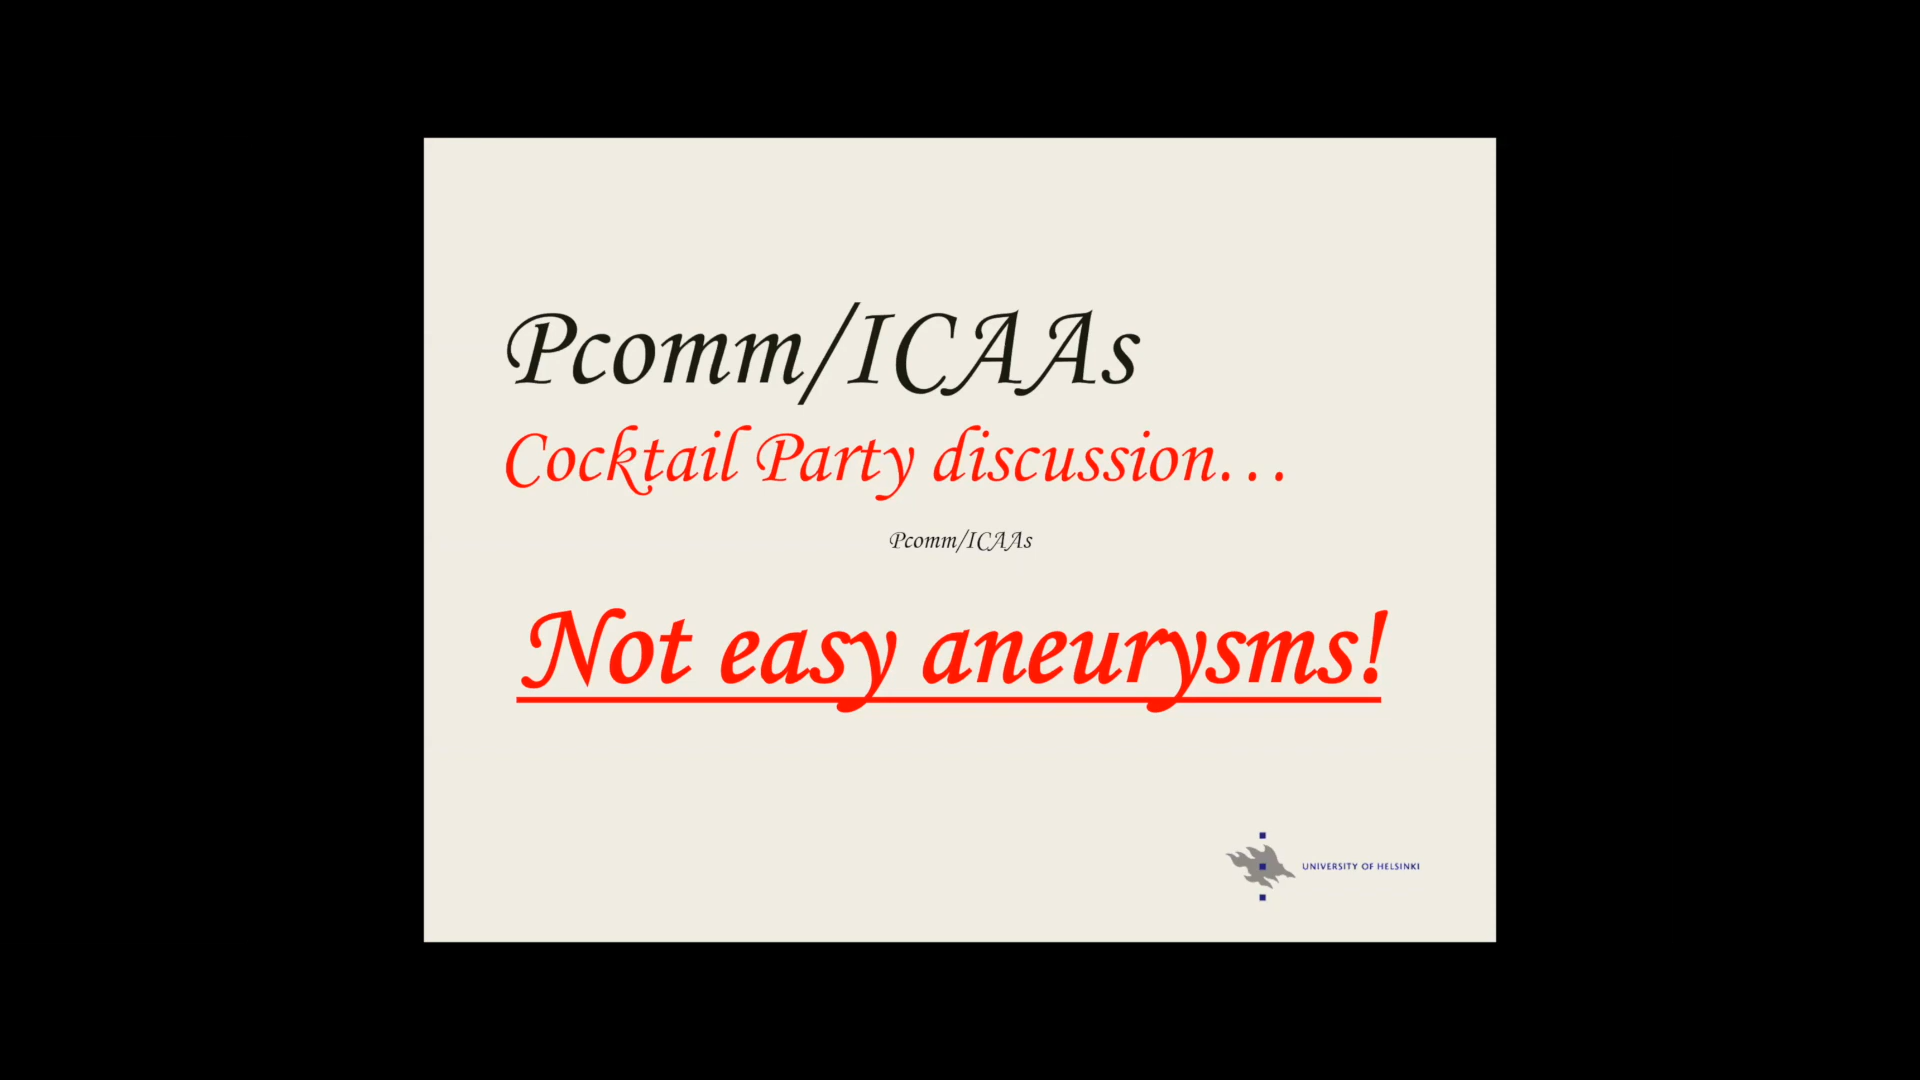 Pcomm/ICAAs
Cocktail Party discussion…
Pcomm/ICAAs
Not easy aneurysms!
UNIVERSITY OF HELSINKI